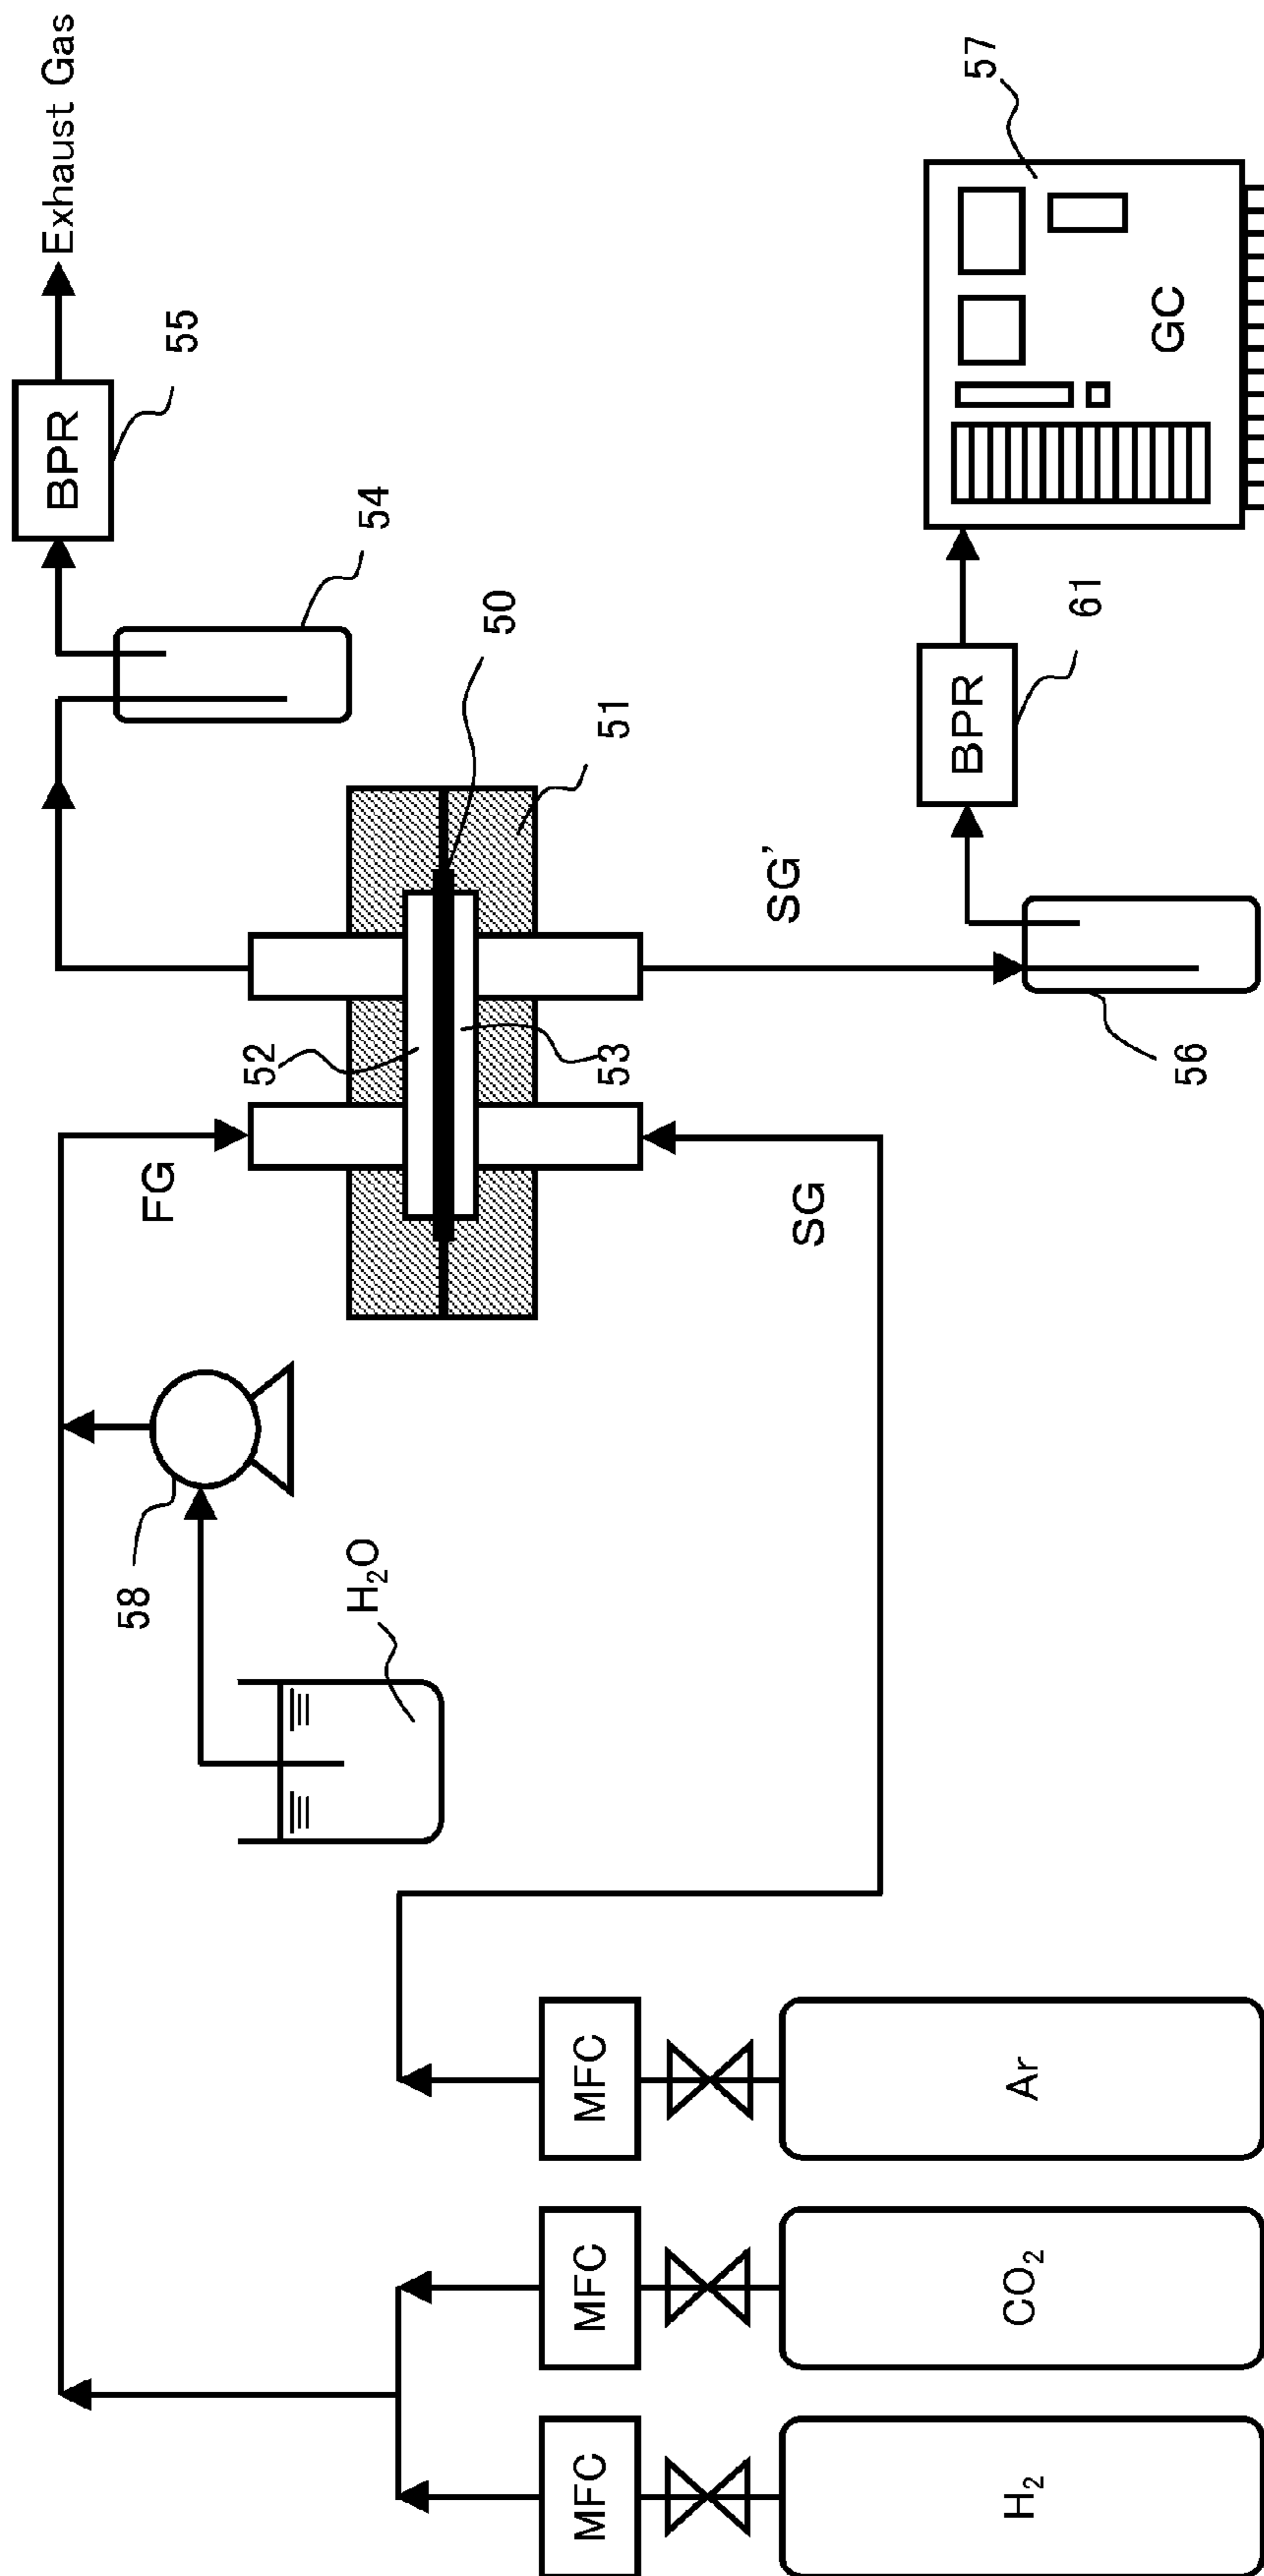 Exhaust Gas
BPR
55
54
FG
58
H₂O
52
50
51
53
SG
SG’
56
BPR
61
57
GC
MFC
MFC
MFC
H₂
CO₂
Ar